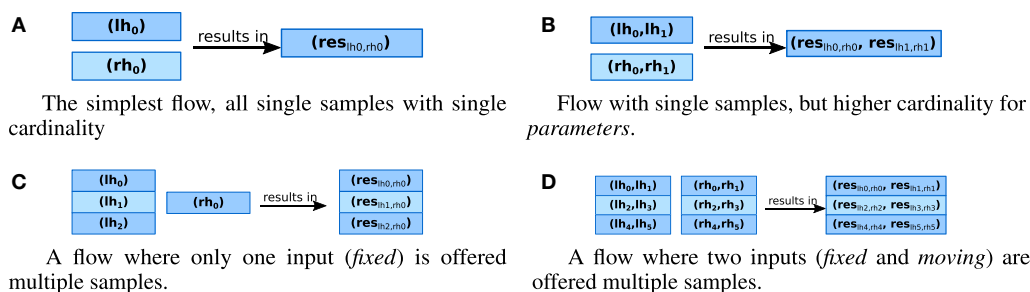 A
(lh0)
(rh0)
results in
(reslh0,rh0)
The simplest flow, all single samples with single
cardinality
B
(lh0,lh1)
(rh0,rh1)
results in
(reslh0,rh0, reslh1,rh1)
Flow with single samples, but higher cardinality for
parameters.
C
(lh0)
(lh1)
(lh2)
(rh0)
results in
(reslh0,rh0)
(reslh1,rh0)
(reslh2,rh0)
A flow where only one input (fixed) is offered
multiple samples.
D
(lh0,lh1)
(lh2,lh3)
(lh4,lh5)
(rh0,rh1)
(rh2,rh3)
(rh4,rh5)
results in
(reslh0,rh0, reslh1,rh1)
(reslh2,rh2, reslh3,rh3)
(reslh4,rh4, reslh5,rh5)
A flow where two inputs (fixed and moving) are
offered multiple samples.